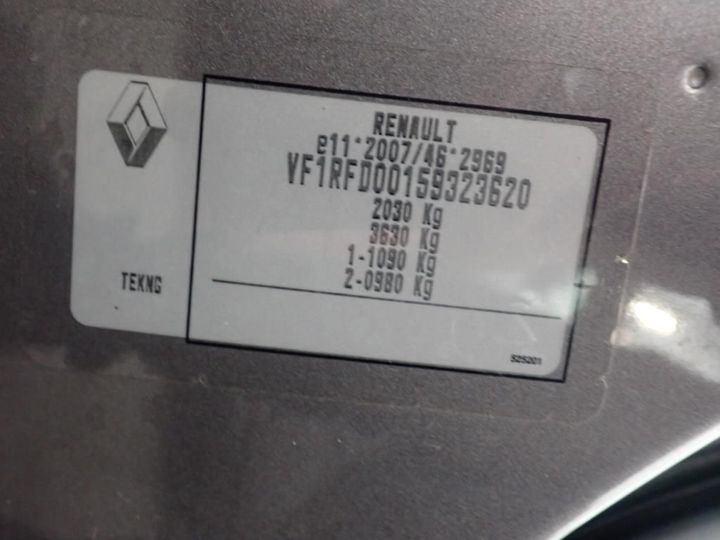 RENAULT
e11*2007/46*2969
VF1RFD00159323620
2030 Kg
3630 Kg
1-1090 Kg
2-0980 Kg
TEKNG
525201